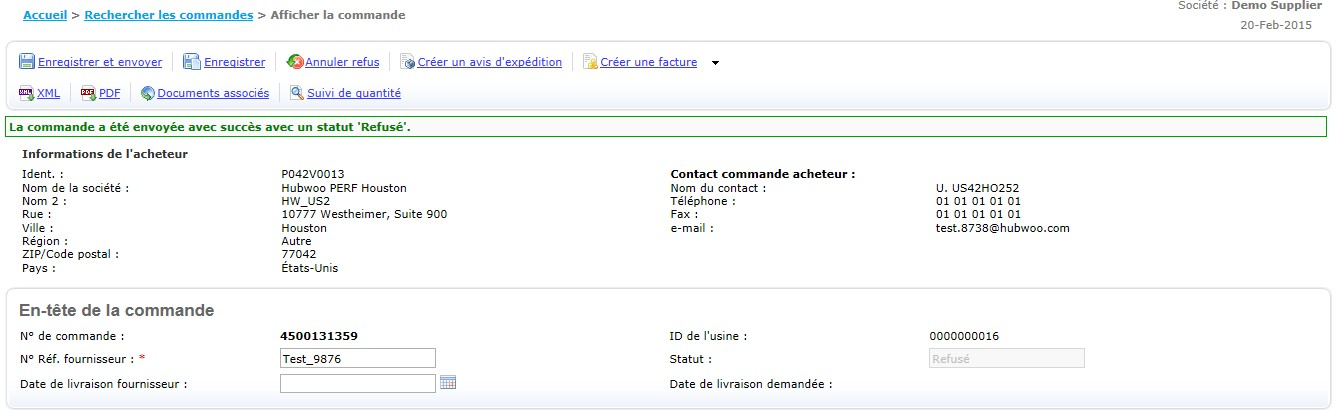 Société : Demo Supplier
Accueil > Rechercher les commandes > Afficher la commande
20-Feb-2015
Enregistrer et envoyer Enregistrer Annuler refus Créer un avis d'expédition Créer une facture
XML PDF Documents associés Suivi de quantité
La commande a été envoyée avec succès avec un statut 'Refusé'.
Informations de l'acheteur
Ident. : P042V0013 Contact commande acheteur :
Nom de la société : Hubwoo PERF Houston Nom du contact : U. US42HO252
Nom 2 : HW_US2 Téléphone : 01 01 01 01 01
Rue : 10777 Westheimer, Suite 900 Fax : 01 01 01 01 01
Ville : Houston e-mail : test.8738@hubwoo.com
Région : Autre
ZIP/Code postal : 77042
Pays : États-Unis
En-tête de la commande
N° de commande : 4500131359 ID de l'usine : 0000000016
N° Réf. fournisseur : * Test_9876 Statut : Refusé
Date de livraison fournisseur : Date de livraison demandée :